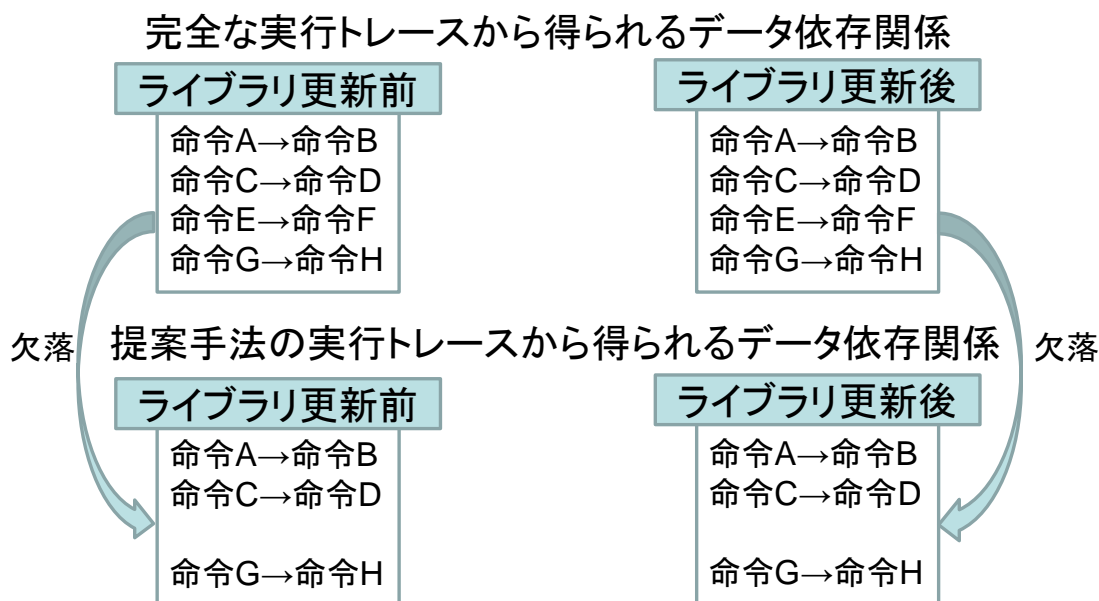 完全な実行トレースから得られるデータ依存関係
ライブラリ更新前
命令A→命令B
命令C→命令D
命令E→命令F
命令G→命令H
ライブラリ更新後
命令A→命令B
命令C→命令D
命令E→命令F
命令G→命令H
欠落
提案手法の実行トレースから得られるデータ依存関係
欠落
ライブラリ更新前
命令A→命令B
命令C→命令D
命令G→命令H
ライブラリ更新後
命令A→命令B
命令C→命令D
命令G→命令H